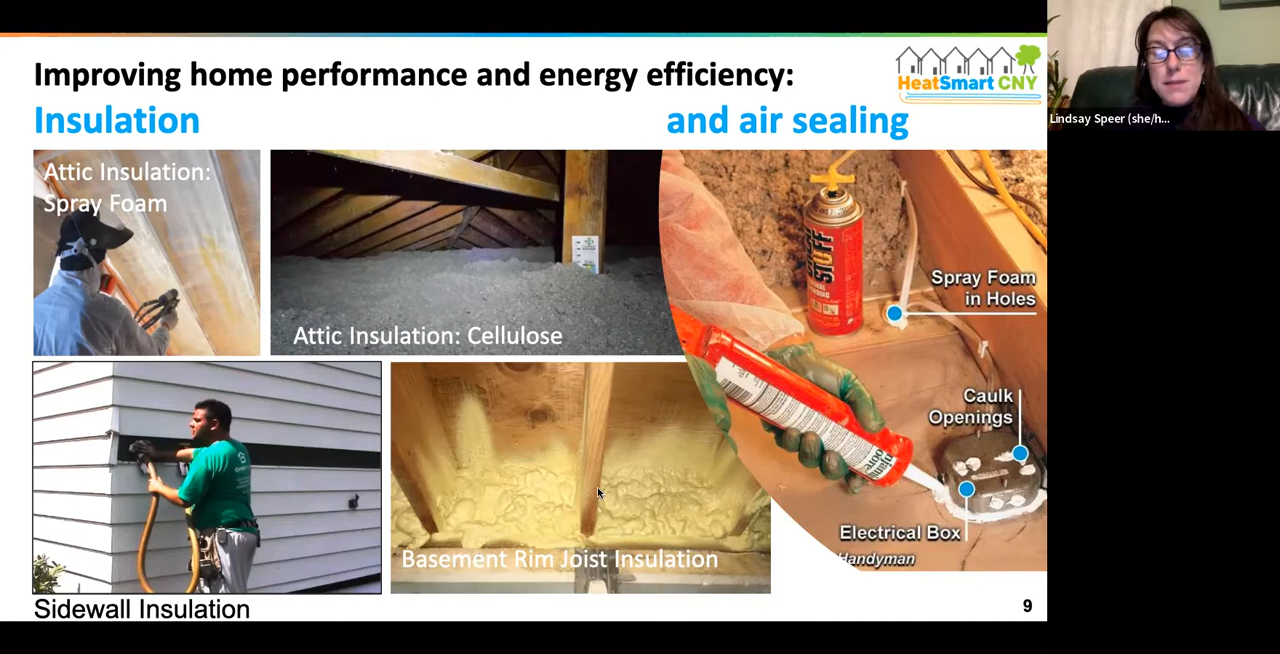 Improving home performance and energy efficiency:
HeatSmart CNY
Insulation
and air sealing
Attic Insulation:
Spray Foam
Attic Insulation: Cellulose
STUFF
Spray Foam
in Holes
Caulk
Openings
Electrical Box
Handyman
Basement Rim Joist Insulation
Sidewall Insulation
9
Lindsay Speer (she/h...